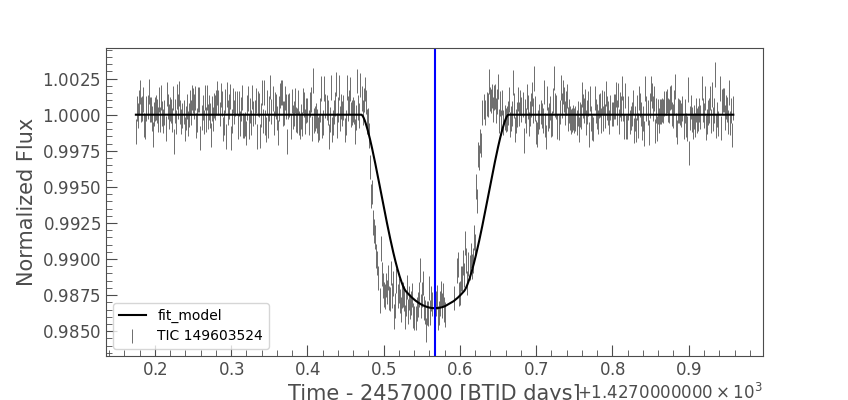 1.0025
1.0000
0.9975
0.9950
0.9925
0.9900
0.9875
0.9850
Normalized Flux
fit_model
TIC 149603524
0.2 0.3 0.4 0.5 0.6 0.7 0.8 0.9
Time - 2457000 [BTJD days]
+1.4270000000 × 10³